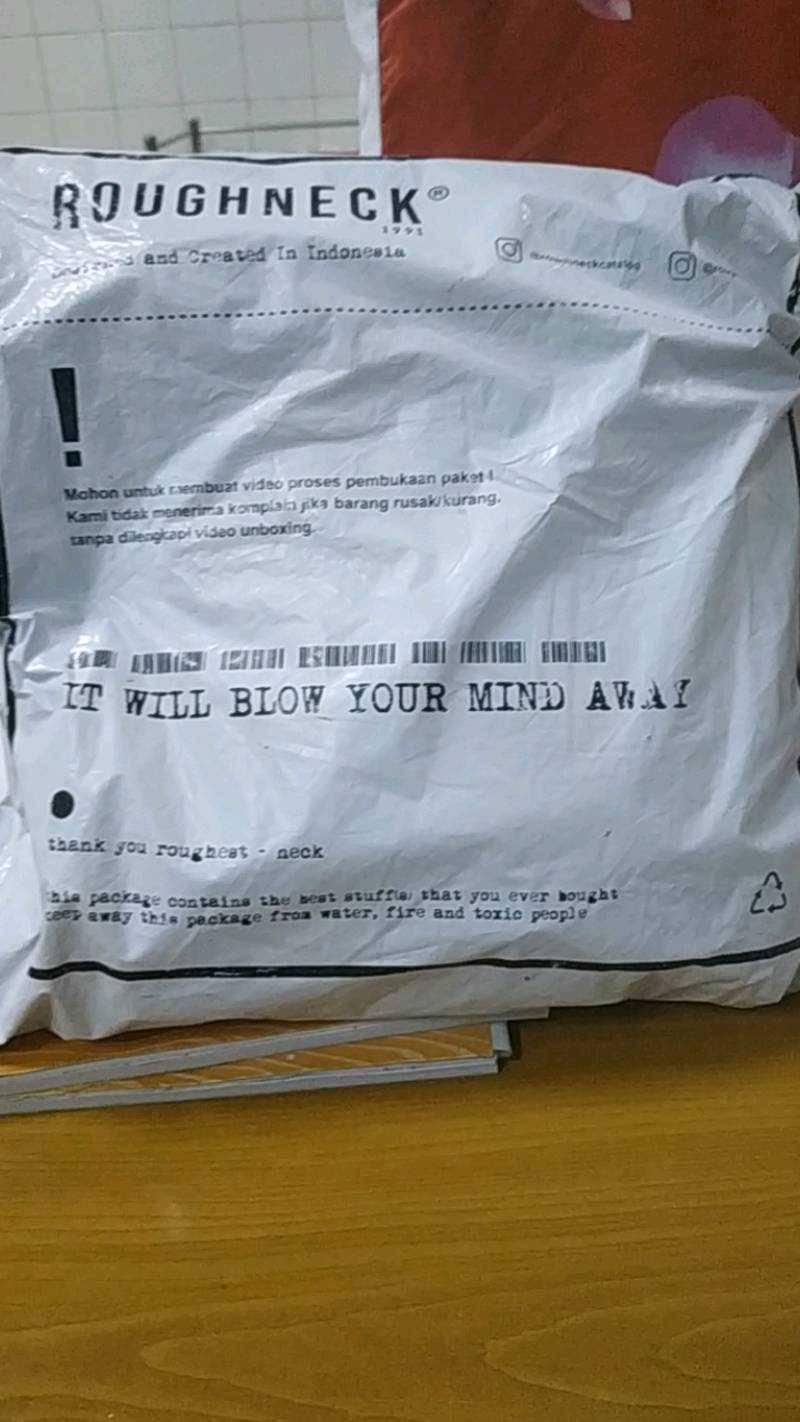 ROUGHNECK®
1991
and Created In Indonesia
!
Mohon untuk membuat video proses pembukaan paket !
Kami tidak menerima komplain jika barang rusak/kurang,
tanpa dilengkapi video unboxing.
IT WILL BLOW YOUR MIND AWAY
thank you roughest - neck
this package contains the best stuff(s) that you ever bought
keep away this package from water, fire and toxic people